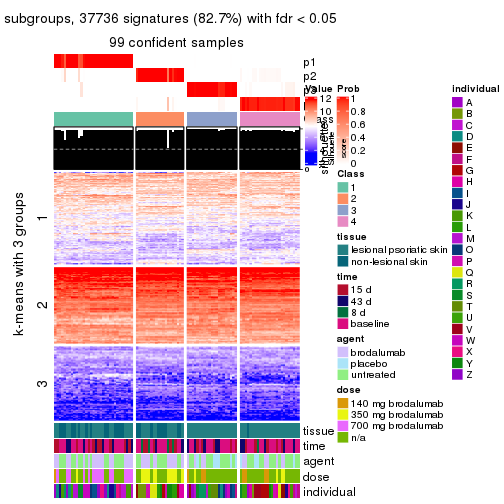 subgroups, 37736 signatures (82.7%) with fdr < 0.05
99 confident samples
p1
p2
p3
Value
12
10
8
6
4
2
0
Prob
1
0.8
0.6
0.4
0.2
0
Class
1
2
3
4
tissue
lesional psoriatic skin
non-lesional skin
time
15 d
43 d
8 d
baseline
agent
brodalumab
placebo
untreated
dose
140 mg brodalumab
350 mg brodalumab
700 mg brodalumab
n/a
individual
A
B
C
D
E
F
G
H
I
J
K
L
M
O
P
Q
R
S
T
U
V
W
X
Y
Z
k-means with 3 groups
1
2
3
tissue
time
agent
dose
individual